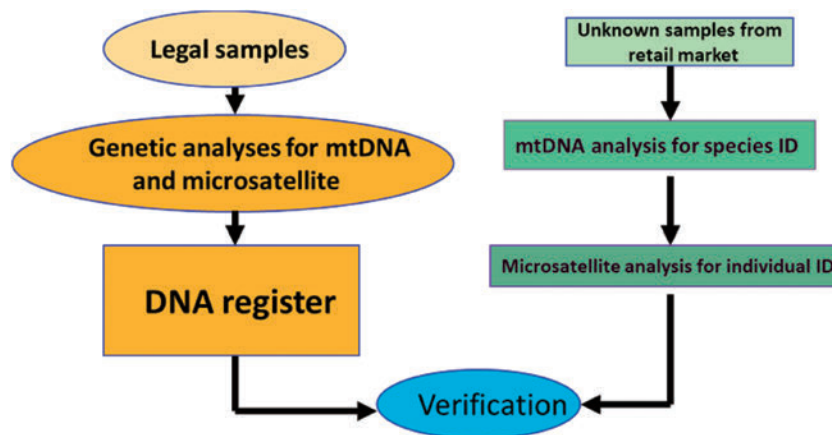 Legal samples
Genetic analyses for mtDNA
and microsatellite
DNA register
Unknown samples from
retail market
mtDNA analysis for species ID
Microsatellite analysis for individual ID
Verification